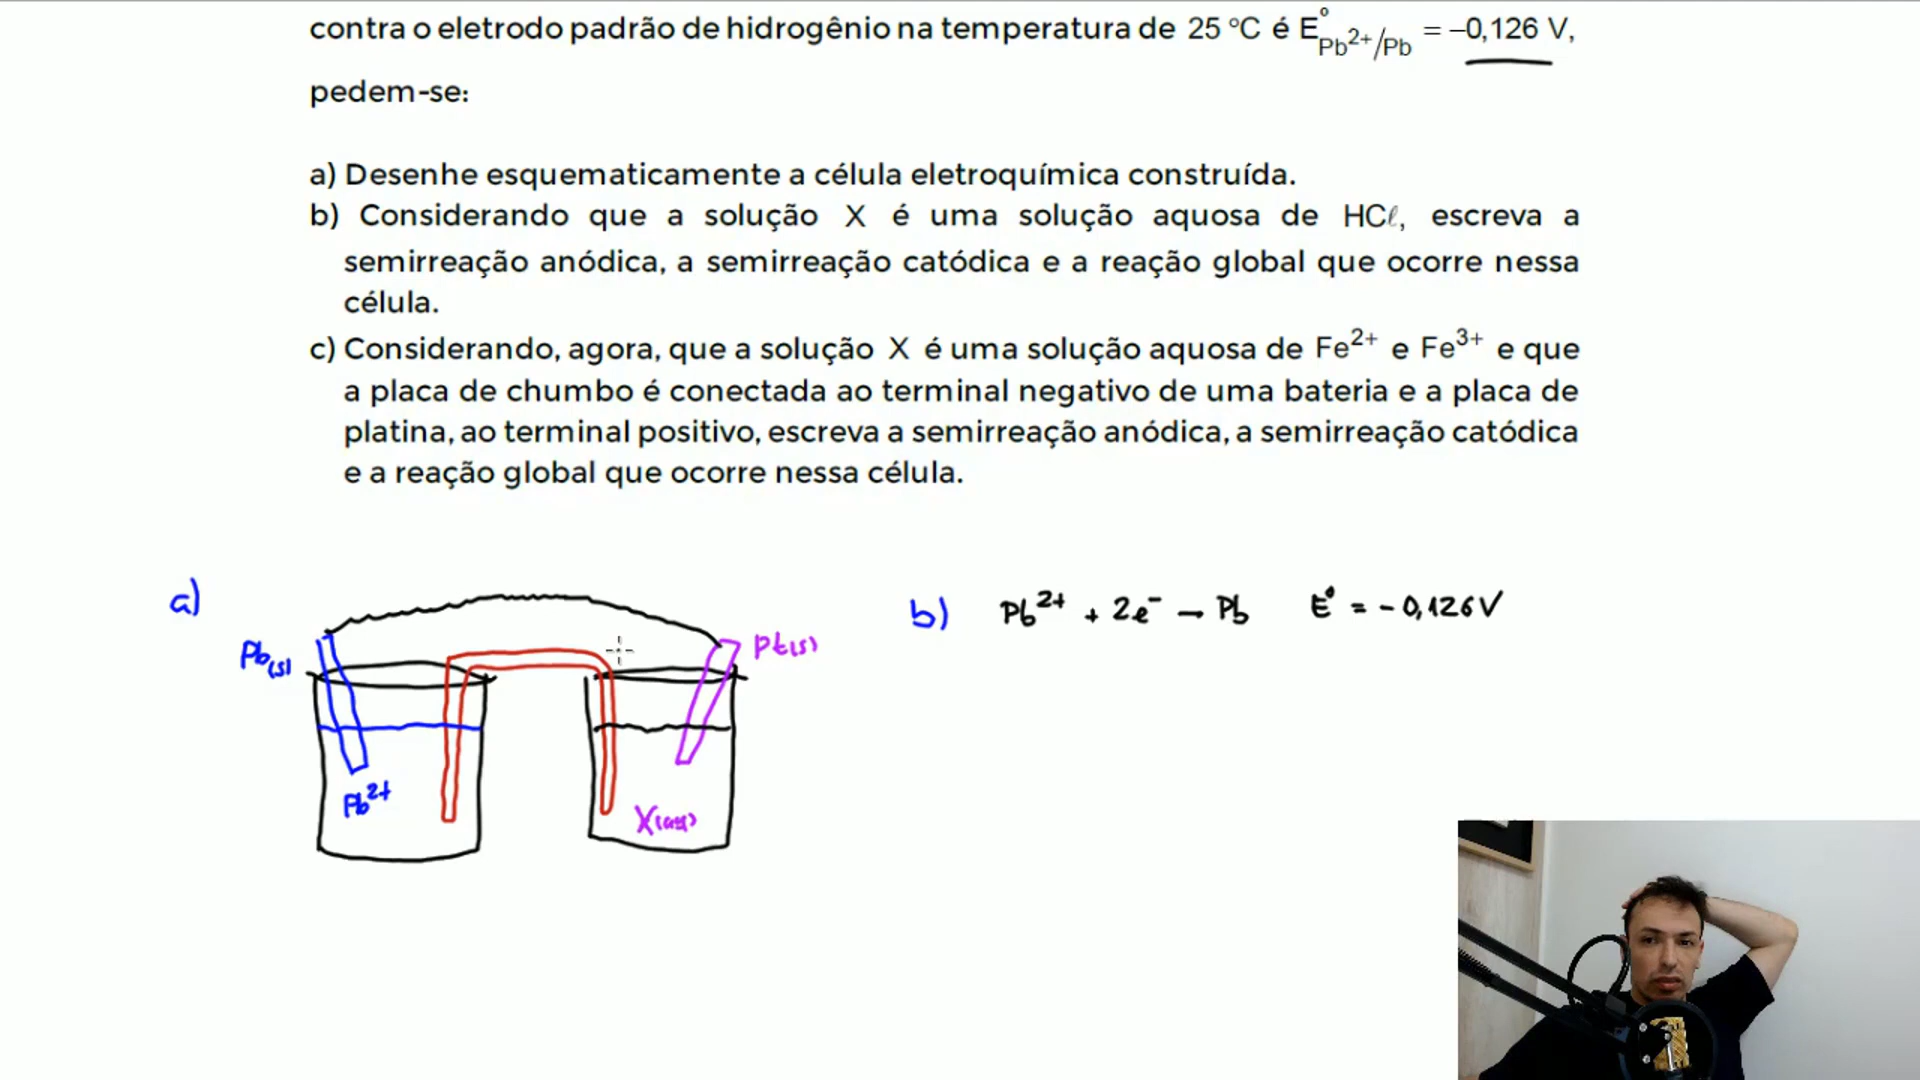 contra o eletrodo padrão de hidrogênio na temperatura de 25 °C é E°Pb²⁺/Pb = −0,126 V,
pedem-se:
a) Desenhe esquematicamente a célula eletroquímica construída.
b) Considerando que a solução X é uma solução aquosa de HCℓ, escreva a
semirreação anódica, a semirreação catódica e a reação global que ocorre nessa
célula.
c) Considerando, agora, que a solução X é uma solução aquosa de Fe²⁺ e Fe³⁺ e que
a placa de chumbo é conectada ao terminal negativo de uma bateria e a placa de
platina, ao terminal positivo, escreva a semirreação anódica, a semirreação catódica
e a reação global que ocorre nessa célula.
a)
Pb(s)
Pt(s)
Pb²⁺
X(aq)
b) Pb²⁺ + 2e⁻ → Pb E° = -0,126V